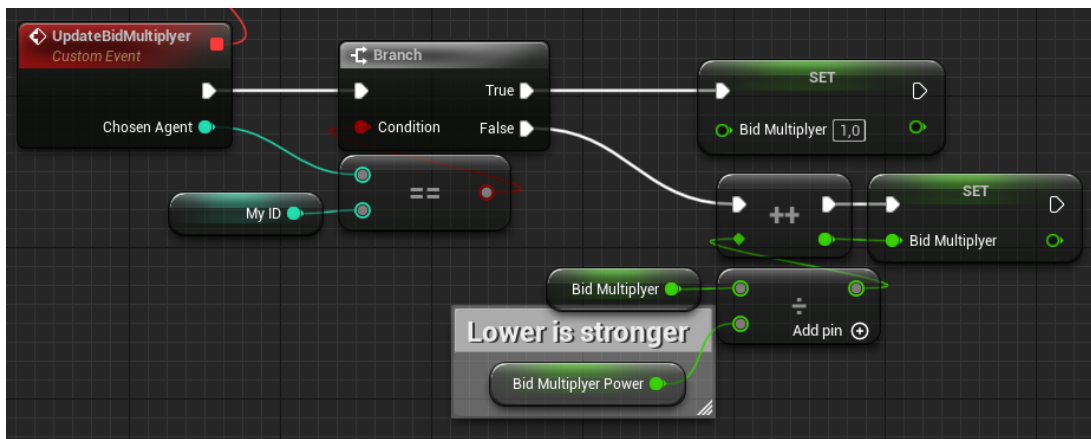 UpdateBidMultiplyer
Custom Event
Chosen Agent
Branch
True
Condition
False
SET
Bid Multiplyer 1,0
My ID
==
++
SET
Bid Multiplyer
Bid Multiplyer
÷
Add pin
Lower is stronger
Bid Multiplyer Power